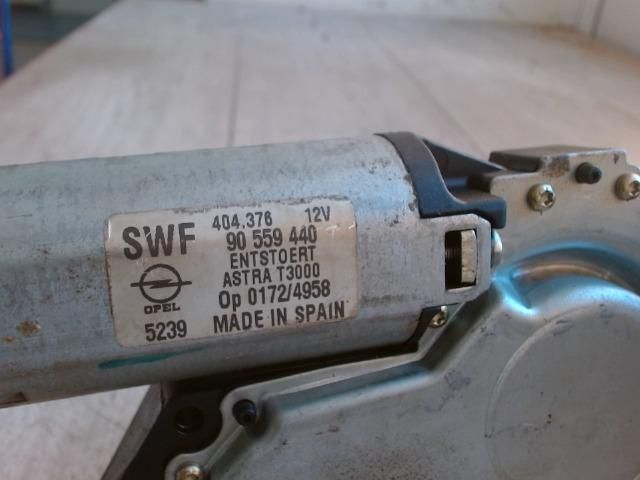 SWF 404.376 12V
90 559 440
ENTSTOERT
ASTRA T3000
OPEL Op 0172/4958
5239 MADE IN SPAIN